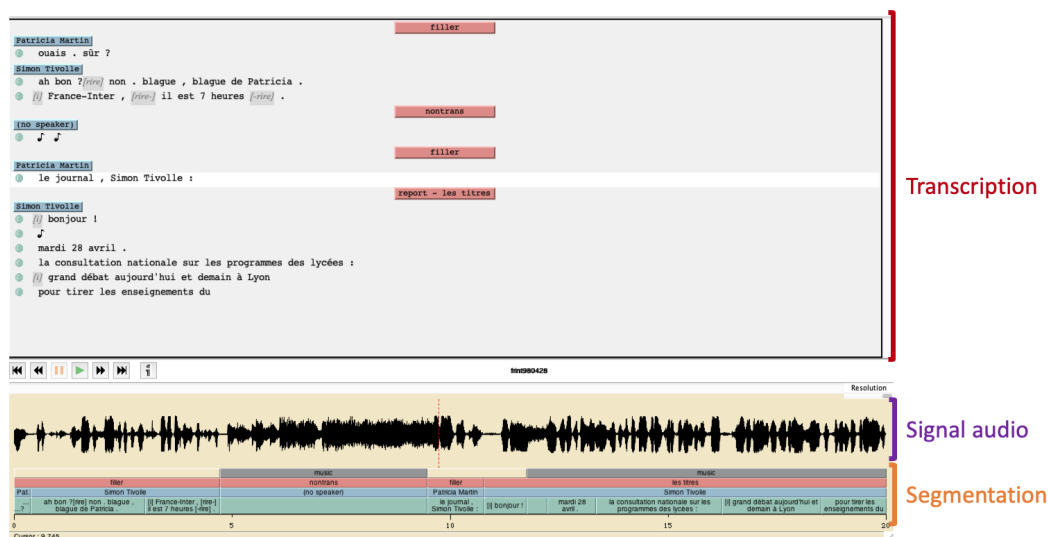 filler
Patricia Martin
ouais . sûr ?
Simon Tivolle
ah bon ?[rire] non . blague , blague de Patricia .
[i] France-Inter , [rire-] il est 7 heures [-rire] .
nontrans
(no speaker)
♪ ♪
filler
Patricia Martin
le journal , Simon Tivolle :
report - les titres
Simon Tivolle
[i] bonjour !
♪
mardi 28 avril .
la consultation nationale sur les programmes des lycées :
[i] grand débat aujourd'hui et demain à Lyon
pour tirer les enseignements du
Transcription
frint980428
Resolution
Signal audio
music music
filler nontrans filler les titres
Pat. Simon Tivolle (no speaker) Patricia Martin Simon Tivolle
... ah bon ?[rire] non . blague , [i] France-Inter , [rire-] le journal , [i] bonjour ! mardi 28 la consultation nationale sur les [i] grand débat aujourd'hui et pour tirer les
...? blague de Patricia . il est 7 heures [-rire] . Simon Tivolle : avril . programmes des lycées : demain à Lyon enseignements du
Segmentation
0 5 10 15 20
Cursor : 9.745